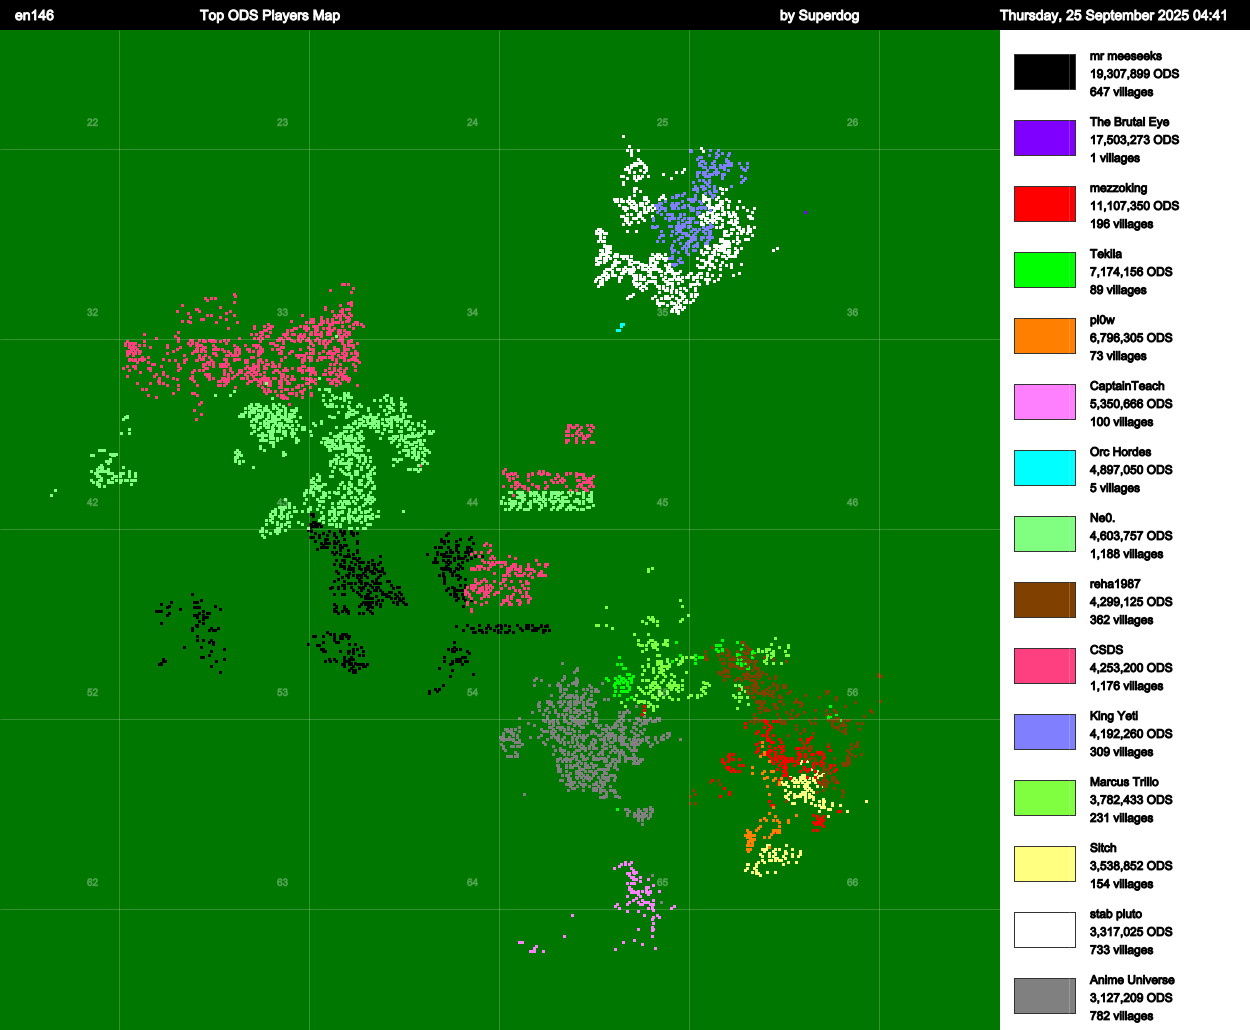 en146 Top ODS Players Map by Superdog Thursday, 25 September 2025 04:41
mr meeseeks
19,307,899 ODS
647 villages
22 23 24 25 26
The Brutal Eye
17,503,273 ODS
1 villages
mezzoking
11,107,350 ODS
196 villages
Tekila
7,174,156 ODS
89 villages
32 33 34 35 36
pl0w
6,796,305 ODS
73 villages
CaptainTeach
5,350,666 ODS
100 villages
Orc Hordes
4,897,050 ODS
5 villages
42 43 44 45 46
Ne0.
4,603,757 ODS
1,188 villages
reha1987
4,299,125 ODS
362 villages
CSDS
4,253,200 ODS
1,176 villages
52 53 54 56
King Yeti
4,192,260 ODS
309 villages
Marcus Trillo
3,782,433 ODS
231 villages
Sitch
3,538,852 ODS
154 villages
62 63 64 65 66
stab pluto
3,317,025 ODS
733 villages
Anime Universe
3,127,209 ODS
782 villages